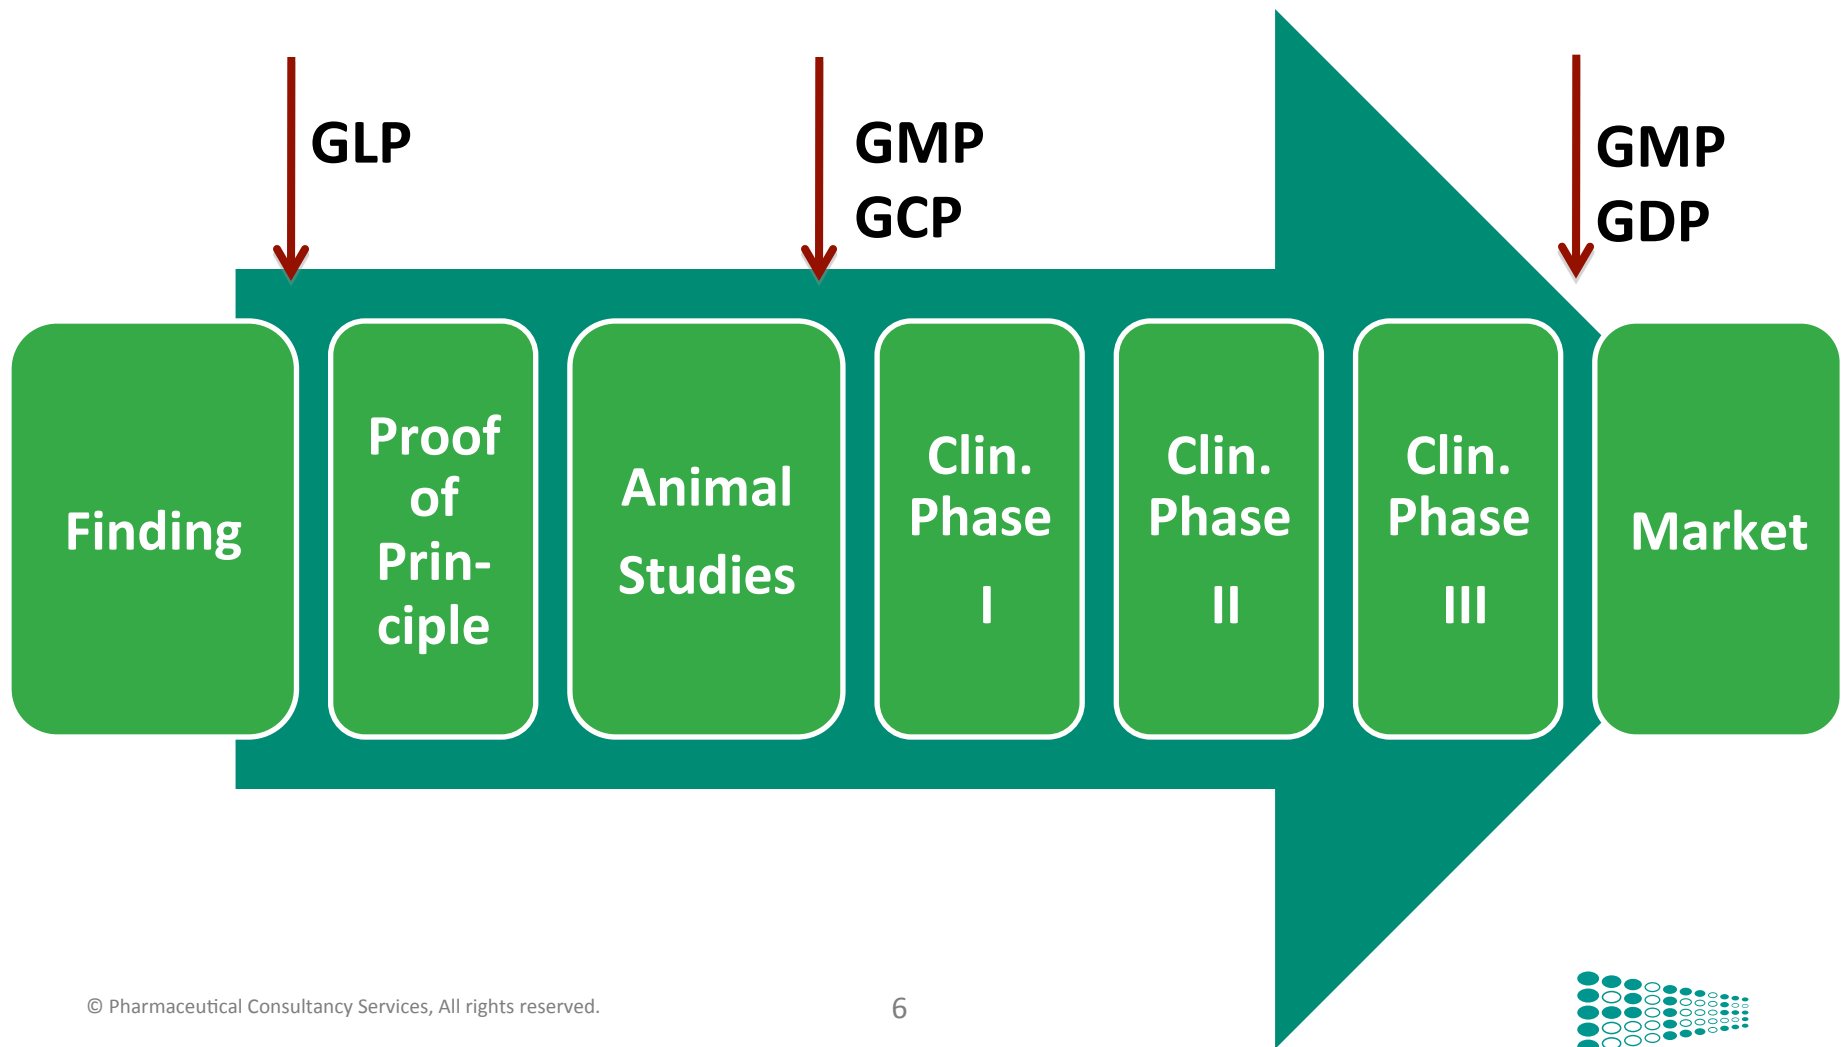 GLP
GMP
GCP
GMP
GDP
Finding
Proof
of
Prin-
ciple
Animal
Studies
Clin.
Phase
I
Clin.
Phase
II
Clin.
Phase
III
Market
© Pharmaceutical Consultancy Services, All rights reserved.
6